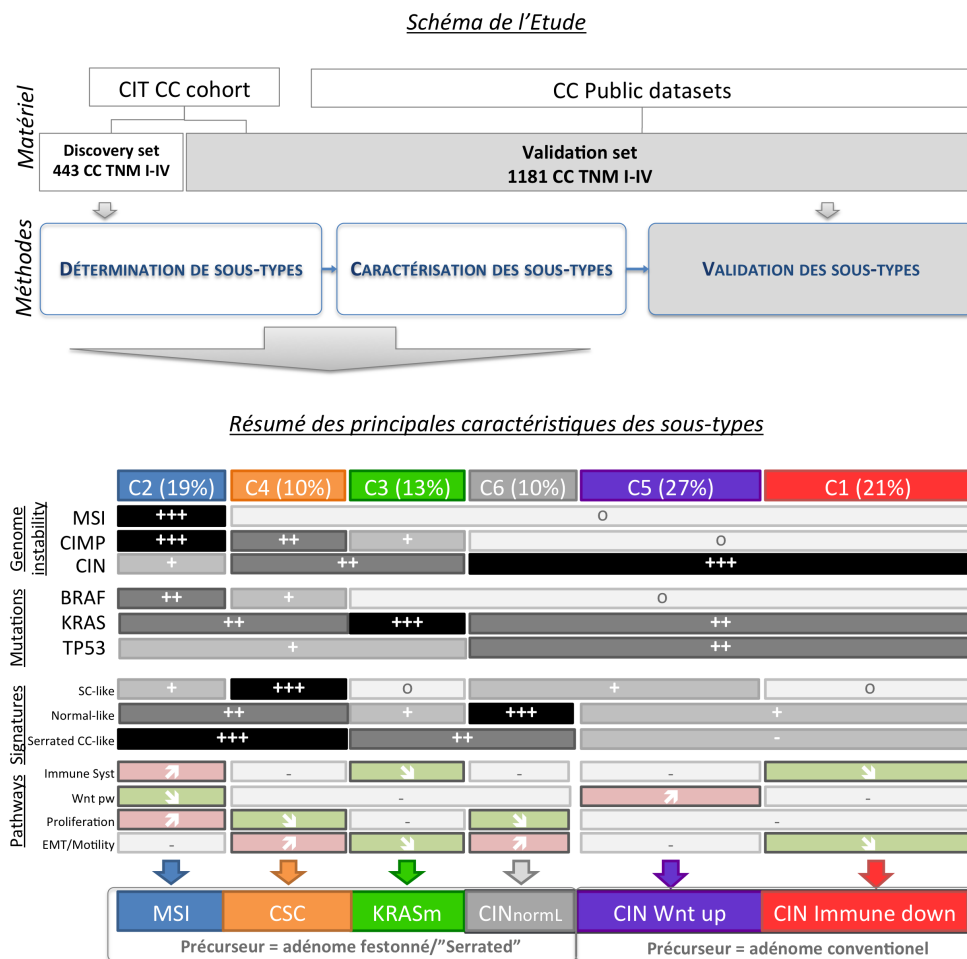 Schéma de l'Etude
Matériel
CIT CC cohort
CC Public datasets
Discovery set
443 CC TNM I-IV
Validation set
1181 CC TNM I-IV
Méthodes
DÉTERMINATION DE SOUS-TYPES
CARACTÉRISATION DES SOUS-TYPES
VALIDATION DES SOUS-TYPES
Résumé des principales caractéristiques des sous-types
C2 (19%) C4 (10%) C3 (13%) C6 (10%) C5 (27%) C1 (21%)
Genome instability
MSI +++ o
CIMP +++ ++ + o
CIN + ++ +++
Mutations
BRAF ++ + o
KRAS ++ +++ ++
TP53 + ++
Signatures
SC-like + +++ o + o
Normal-like ++ + +++ +
Serrated CC-like +++ ++ -
Pathways
Immune Syst - - -
Wnt pw - -
Proliferation - -
EMT/Motility - -
MSI CSC KRASm CINnormL CIN Wnt up CIN Immune down
Précurseur = adénome festonné/"Serrated"
Précurseur = adénome conventionel